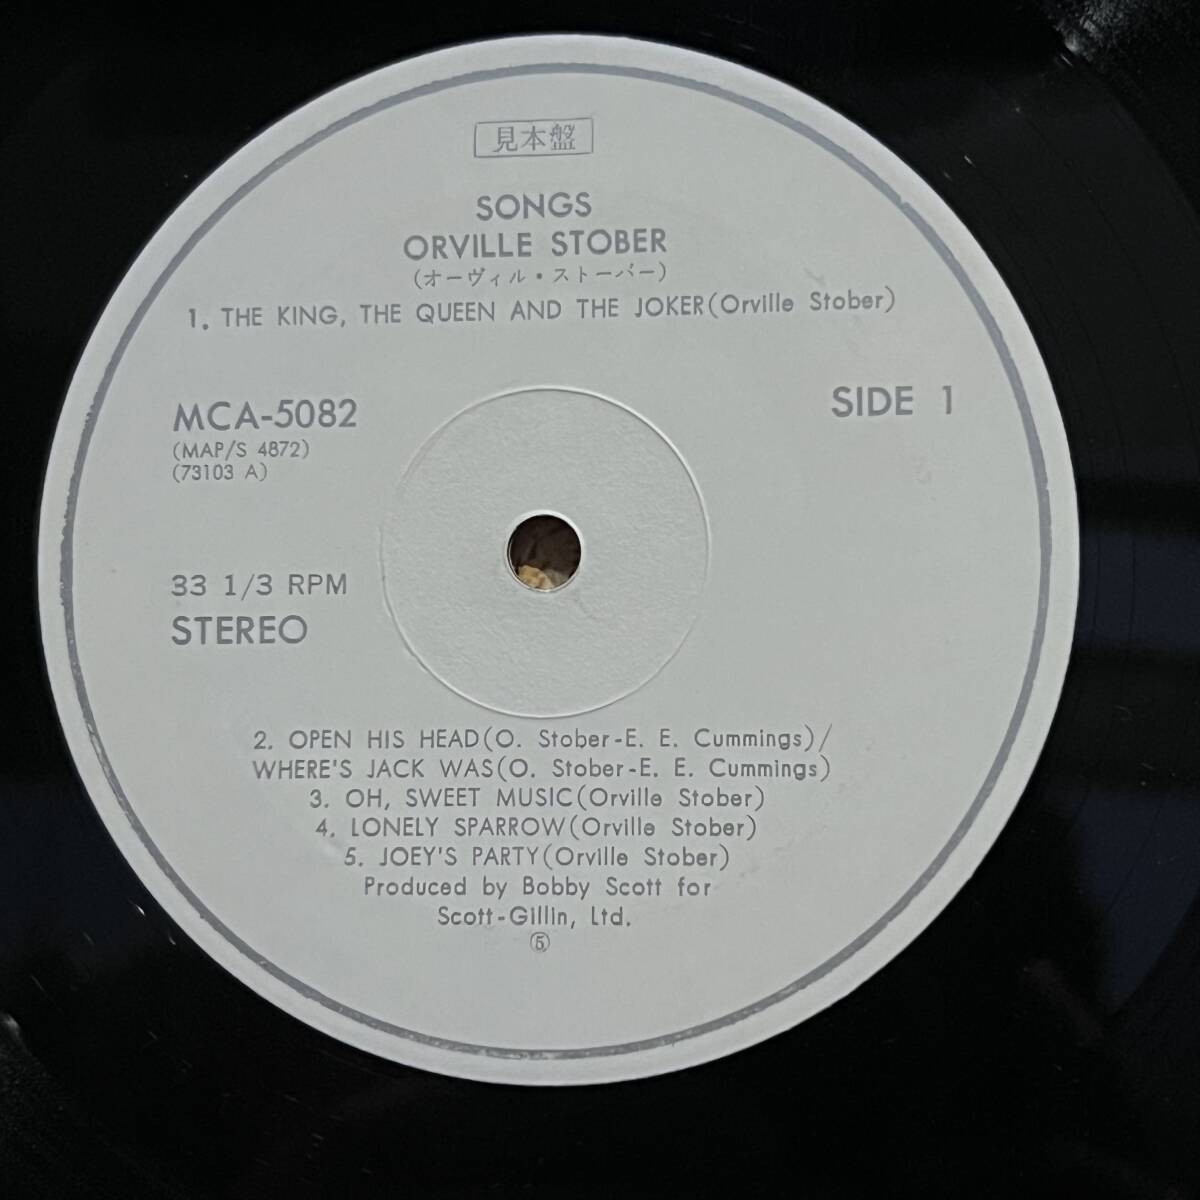 見本盤
SONGS
ORVILLE STOBER
(オーヴィル・ストーバー)
1. THE KING, THE QUEEN AND THE JOKER(Orville Stober)
MCA-5082
SIDE 1
(MAP/S 4872)
(73103 A)
33 1/3 RPM
STEREO
2. OPEN HIS HEAD(O. Stober-E. E. Cummings)/
WHERE'S JACK WAS(O. Stober-E. E. Cummings)
3. OH, SWEET MUSIC(Orville Stober)
4. LONELY SPARROW(Orville Stober)
5. JOEY'S PARTY(Orville Stober)
Produced by Bobby Scott for
Scott-Gillin, Ltd.
⑤